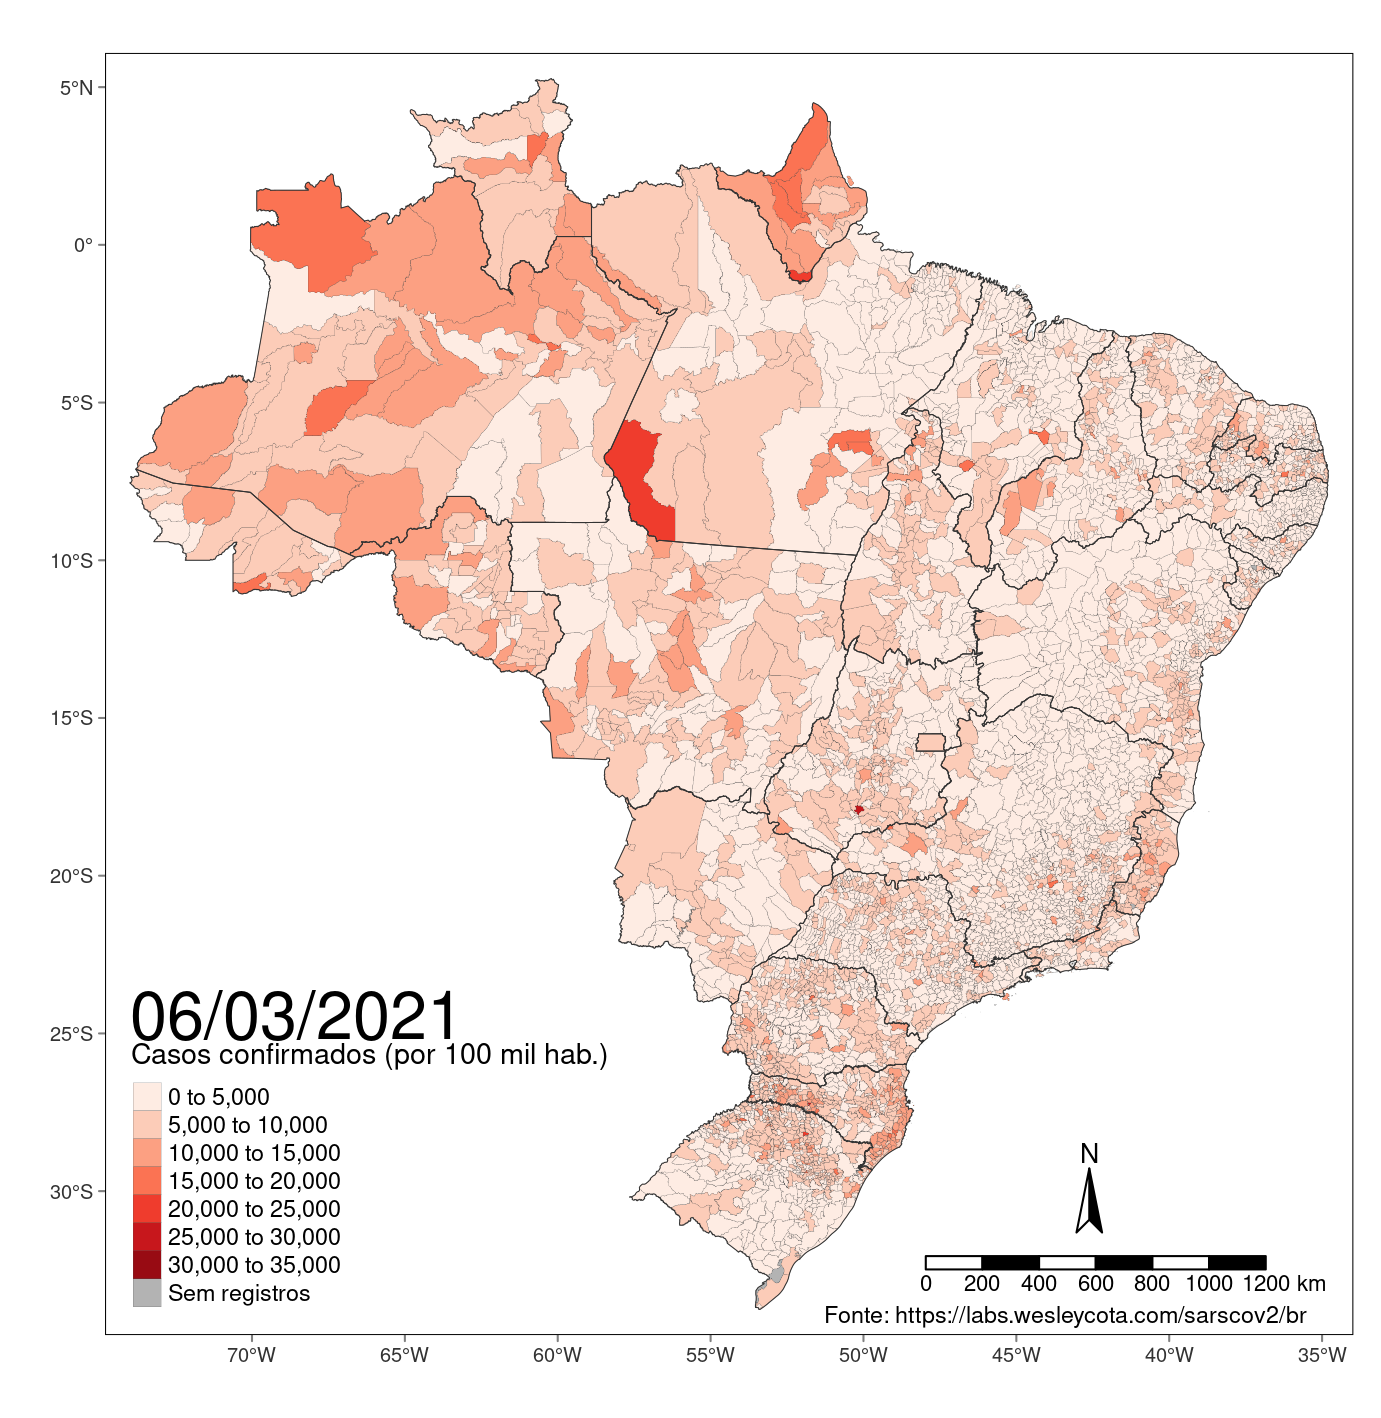 5°N
0°
5°S
10°S
15°S
20°S
25°S
30°S
06/03/2021
Casos confirmados (por 100 mil hab.)
0 to 5,000
5,000 to 10,000
10,000 to 15,000
15,000 to 20,000
20,000 to 25,000
25,000 to 30,000
30,000 to 35,000
Sem registros
N
0 200 400 600 800 1000 1200 km
Fonte: https://labs.wesleycota.com/sarscov2/br
70°W 65°W 60°W 55°W 50°W 45°W 40°W 35°W